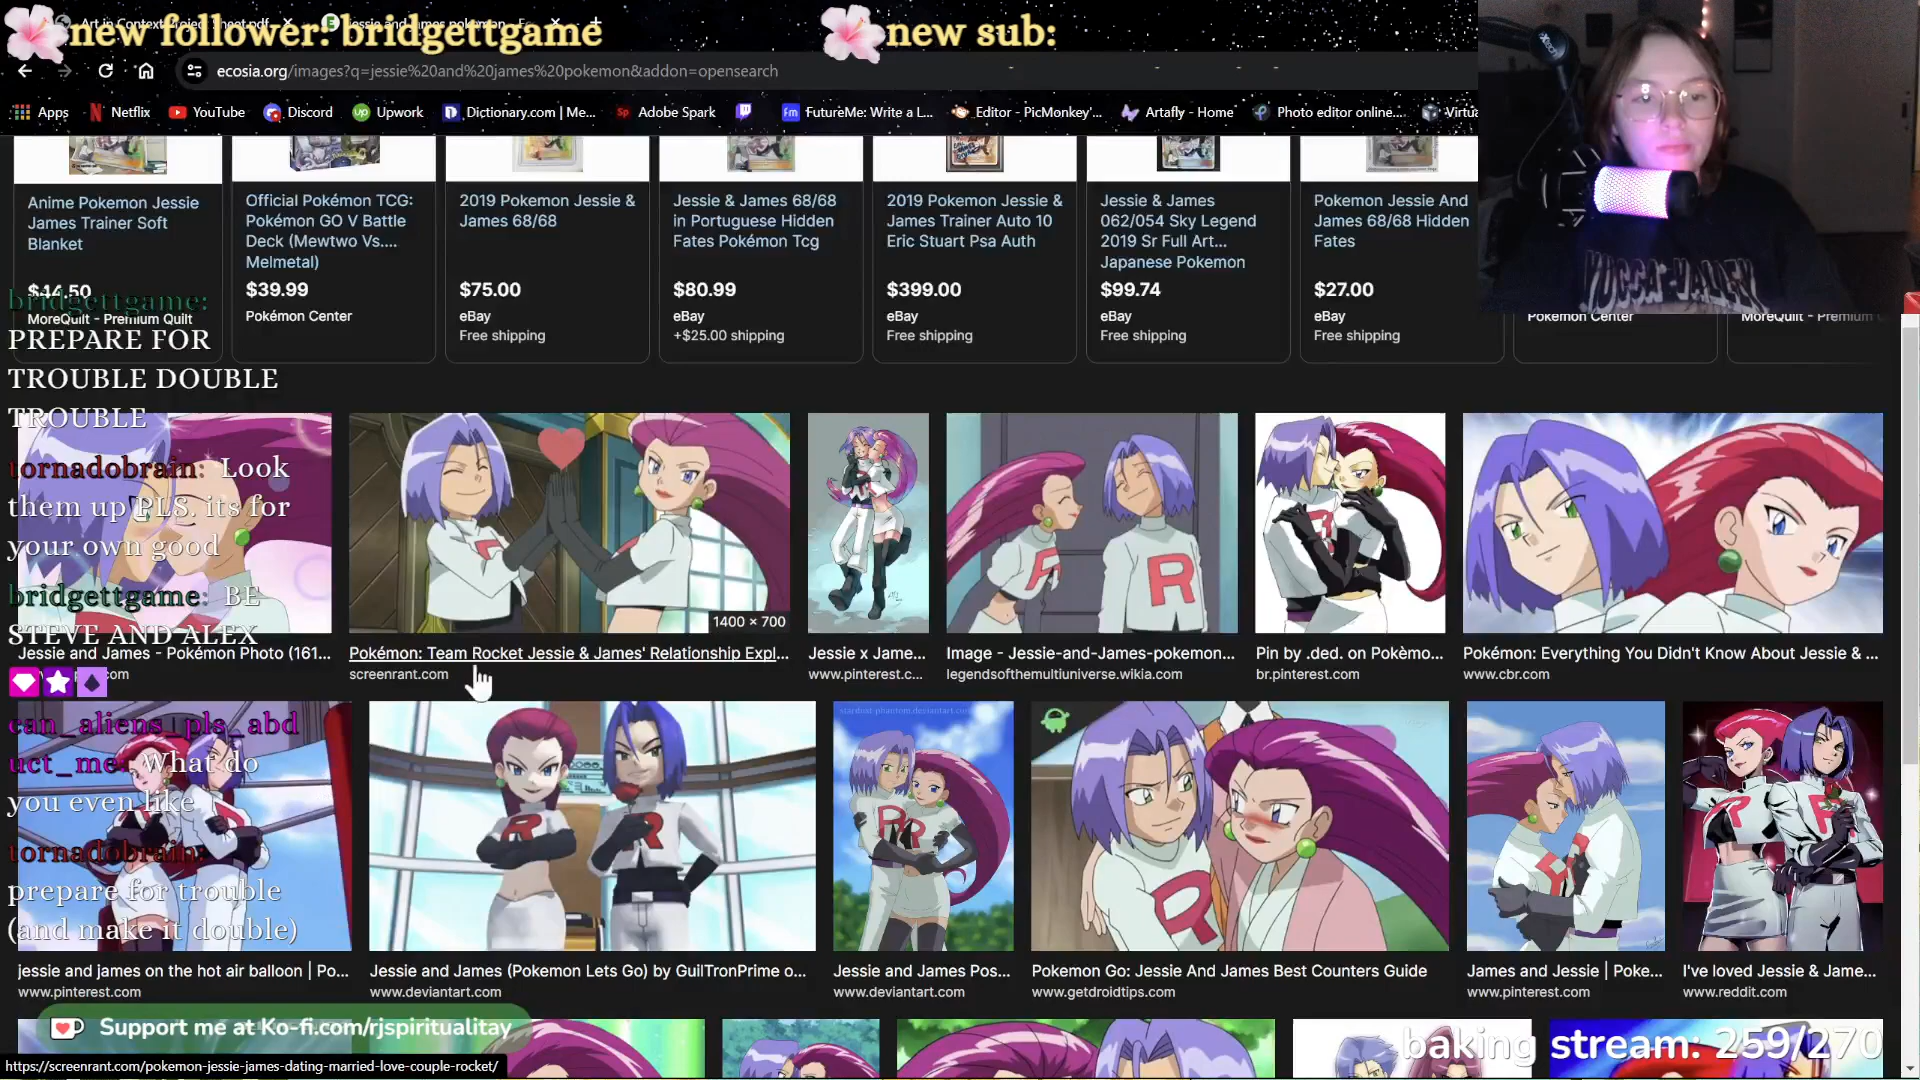 new follower: bridgettgame
new sub:
ecosia.org/images?q=jessie%20and%20james%20pokemon&addon=opensearch
Apps
Netflix
YouTube
Discord
Upwork
Dictionary.com | Me...
Adobe Spark
FutureMe: Write a L...
Editor - PicMonkey'...
Artafly - Home
Photo editor online...
Anime Pokemon Jessie
James Trainer Soft
Blanket
$44.50
MoreQuilt - Premium Quilt
Official Pokémon TCG:
Pokémon GO V Battle
Deck (Mewtwo Vs....
Melmetal)
$39.99
Pokémon Center
2019 Pokemon Jessie &
James 68/68
$75.00
eBay
Free shipping
Jessie & James 68/68
in Portuguese Hidden
Fates Pokémon Tcg
$80.99
eBay
+$25.00 shipping
2019 Pokemon Jessie &
James Trainer Auto 10
Eric Stuart Psa Auth
$399.00
eBay
Free shipping
Jessie & James
062/054 Sky Legend
2019 Sr Full Art...
Japanese Pokemon
$99.74
eBay
Free shipping
Pokemon Jessie And
James 68/68 Hidden
Fates
$27.00
eBay
Free shipping
YUCCA VALLEY
bridgettgame:
PREPARE FOR
TROUBLE DOUBLE
TROUBLE
tornadobrain: Look
them up PLS. its for
your own good
bridgettgame: BE
STEVE AND ALEX
can_aliens_pls_abd
uct_me: What do
you even like
tornadobrain:
prepare for trouble
(and make it double)
1400 × 700
Jessie and James - Pokémon Photo (161...
Pokémon: Team Rocket Jessie & James' Relationship Expl...
screenrant.com
Jessie x Jame...
www.pinterest.c...
Image - Jessie-and-James-pokemon...
legendsofthemultiuniverse.wikia.com
Pin by .ded. on Pokèmo...
br.pinterest.com
Pokémon: Everything You Didn't Know About Jessie & ...
www.cbr.com
jessie and james on the hot air balloon | Po...
www.pinterest.com
Jessie and James (Pokemon Lets Go) by GuilTronPrime o...
www.deviantart.com
Jessie and James Pos...
www.deviantart.com
Pokemon Go: Jessie And James Best Counters Guide
www.getdroidtips.com
James and Jessie | Poke...
www.pinterest.com
I've loved Jessie & Jame...
www.reddit.com
Support me at Ko-fi.com/rjspiritualitay
baking stream: 259/270
https://screenrant.com/pokemon-jessie-james-dating-married-love-couple-rocket/